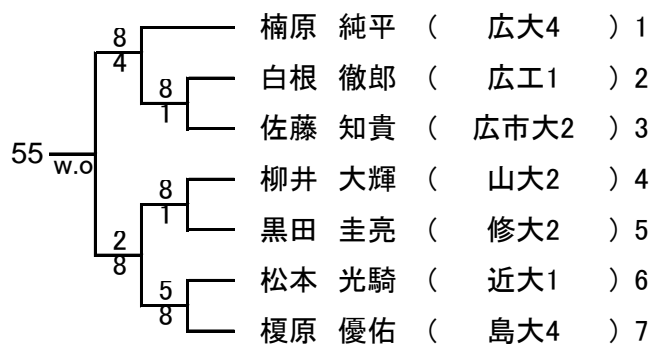 楠原 純平 ( 広大4 ) 1
8
4
白根 徹郎 ( 広工1 ) 2
8
1
佐藤 知貴 ( 広市大2 ) 3
55
w.o
柳井 大輝 ( 山大2 ) 4
8
1
黒田 圭亮 ( 修大2 ) 5
2
8
松本 光騎 ( 近大1 ) 6
5
8
榎原 優佑 ( 島大4 ) 7